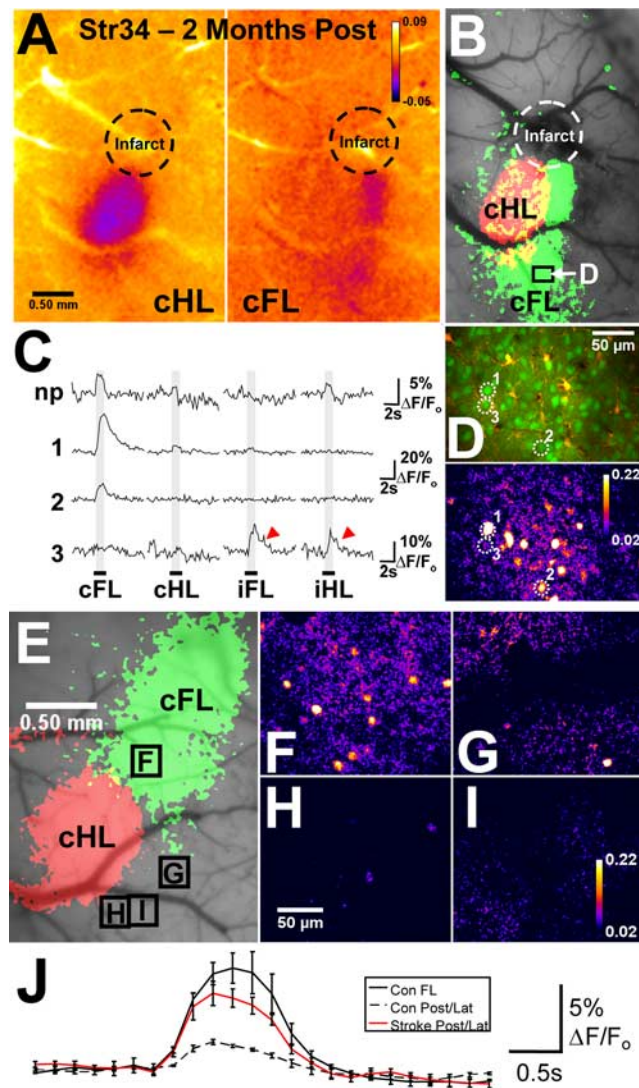 A
Str34 – 2 Months Post
0.09
-0.05
Infarct
Infarct
0.50 mm
cHL
cFL
B
Infarct
cHL
D
cFL
C
np
5%
2s ΔF/Fo
1
20%
2s ΔF/Fo
2
3
10%
2s ΔF/Fo
cFL
cHL
iFL
iHL
50 µm
1
3
2
D
0.22
0.02
1
3
2
E
0.50 mm
cFL
F
cHL
G
H
I
F
G
H
50 µm
I
0.22
0.02
J
Con FL
Con Post/Lat
Stroke Post/Lat
5%
ΔF/Fo
0.5s